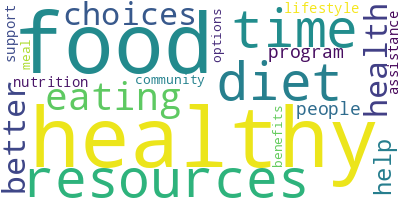 support
choices
lifestyle
food
time
options
assistance
meal
program
health
nutrition
community
diet
better
eating
people
healthy
benefits
help
resources